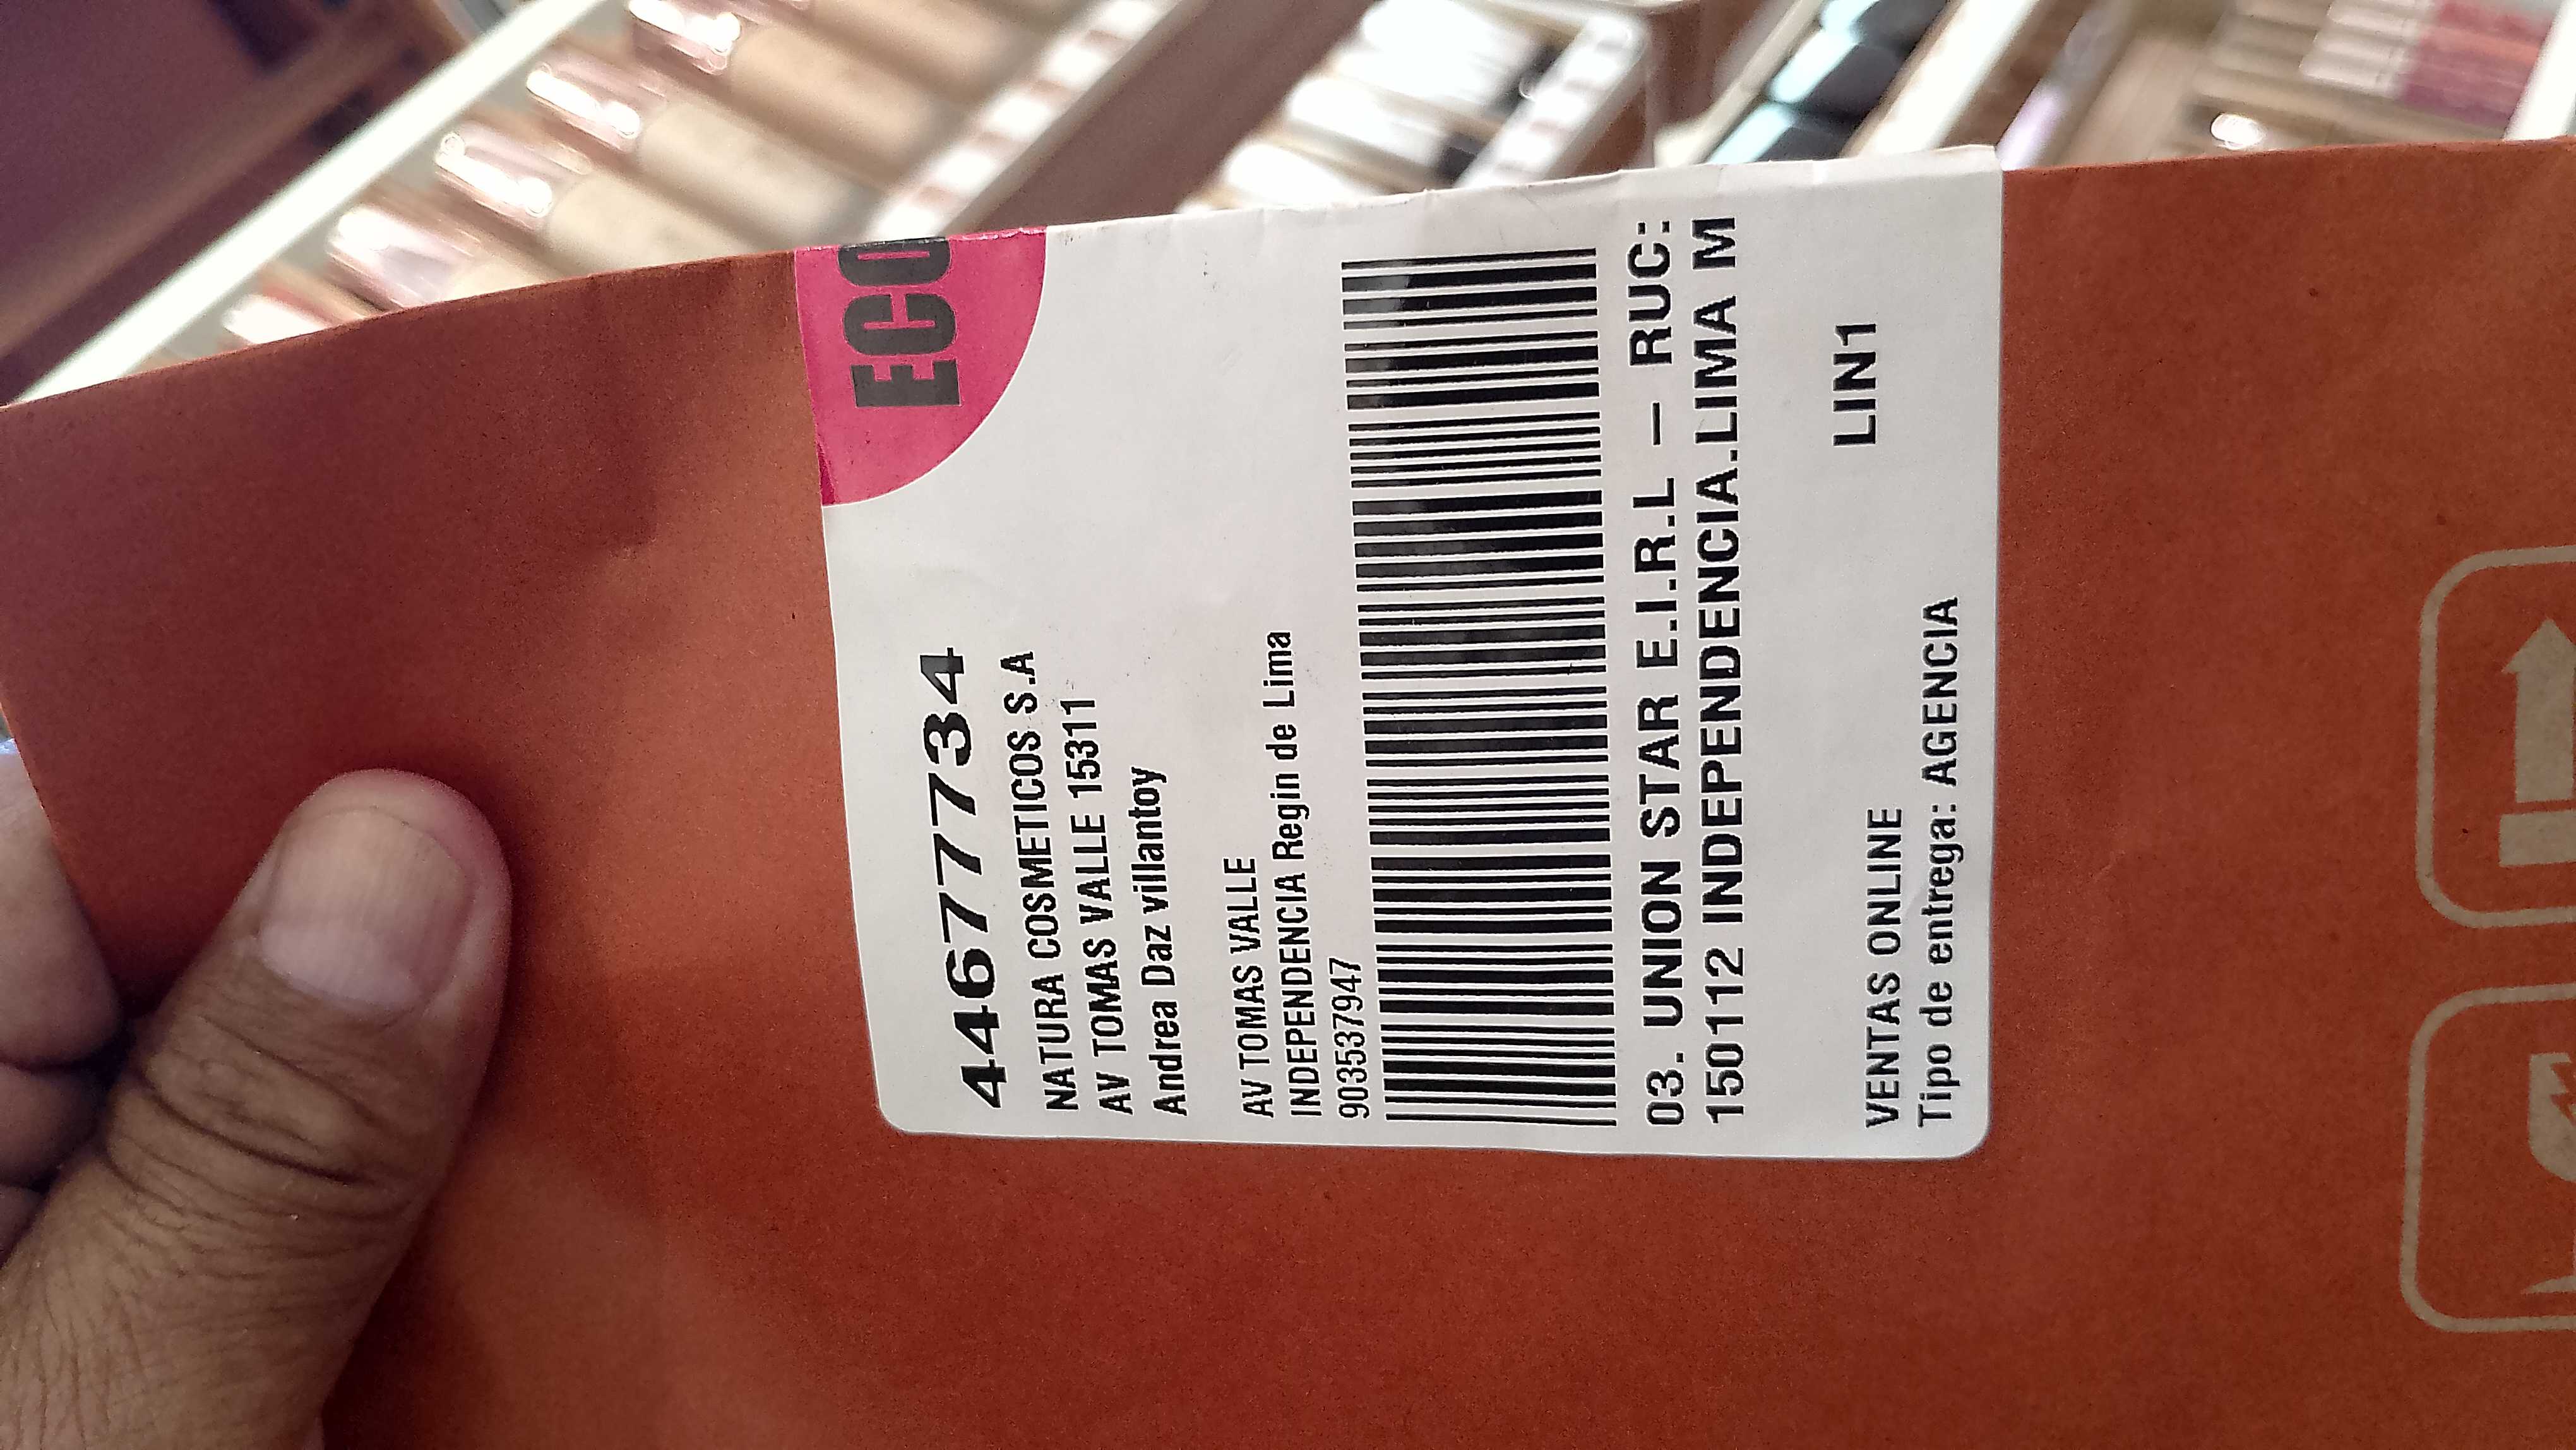 ECO
44677734
NATURA COSMETICOS S.A
AV TOMAS VALLE 15311
Andrea Daz villantoy
AV TOMAS VALLE
INDEPENDENCIA Regin de Lima
903537947
03. UNION STAR E.I.R.L – RUC:
150112 INDEPENDENCIA.LIMA M
LIN1
VENTAS ONLINE
Tipo de entrega: AGENCIA